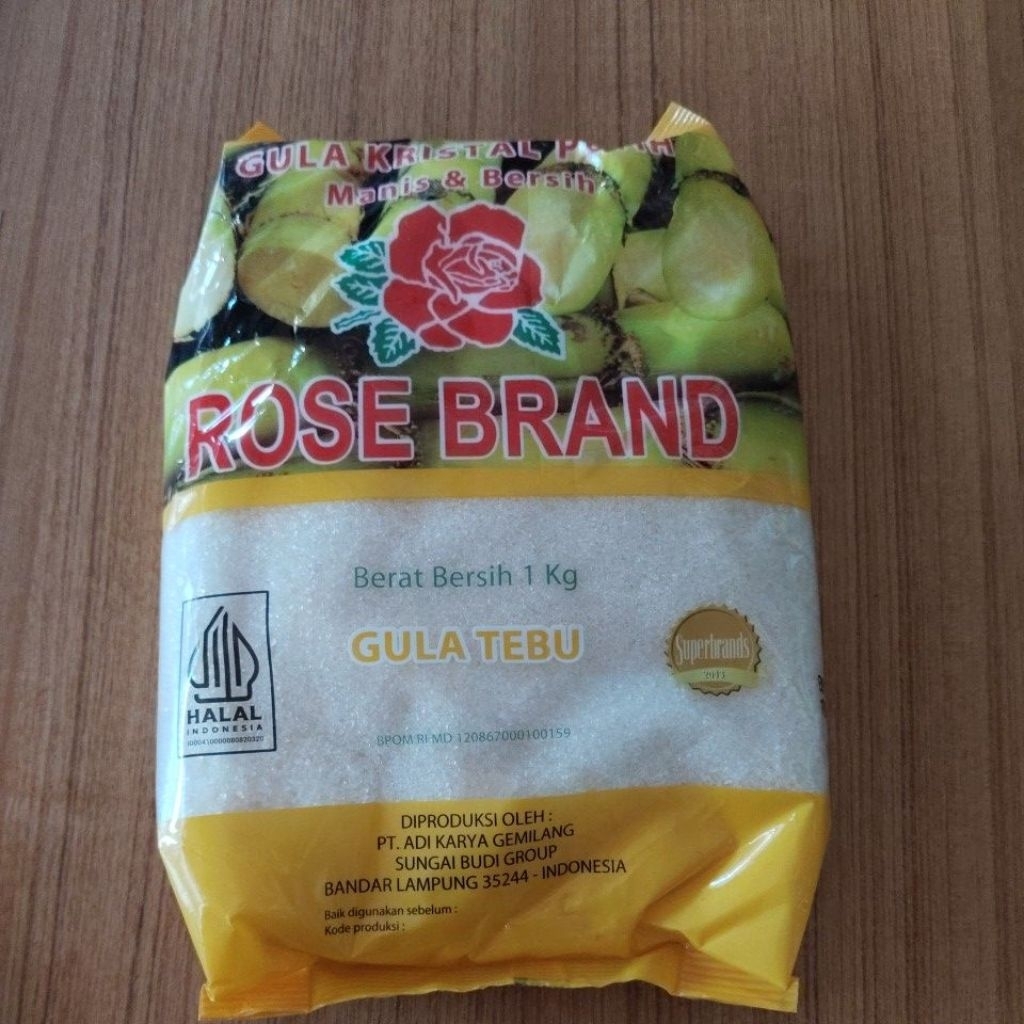 GULA KRISTAL PUTIH
Manis & Bersih
ROSE BRAND
Berat Bersih 1 Kg
GULA TEBU
Superbrands
HALAL
INDONESIA
BPOM RI MD 120867000100159
DIPRODUKSI OLEH :
PT. ADI KARYA GEMILANG
SUNGAI BUDI GROUP
BANDAR LAMPUNG 35244 - INDONESIA
Baik digunakan sebelum :
Kode produksi :